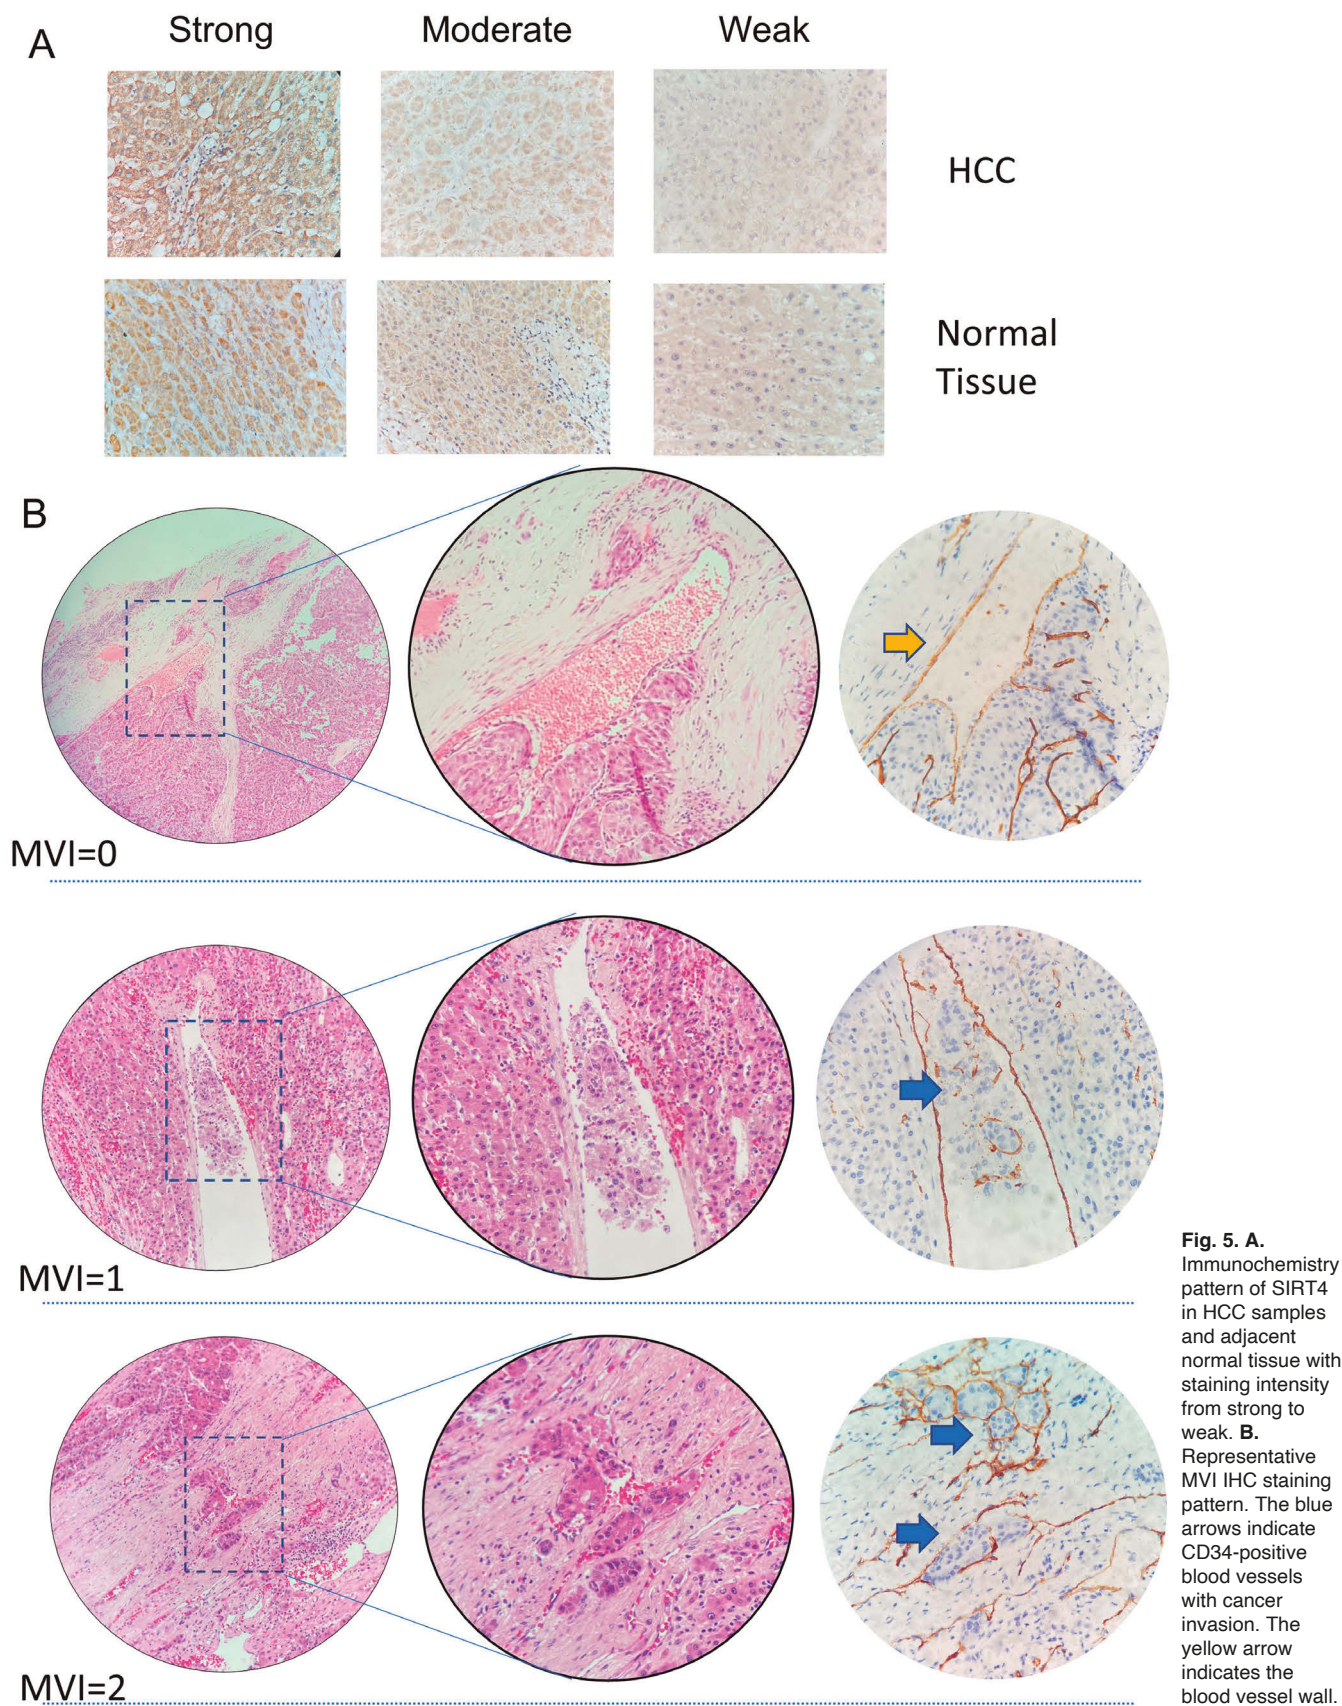 A
Strong Moderate Weak
HCC
Normal
Tissue
B
MVI=0
MVI=1
MVI=2
Fig. 5. A.
Immunochemistry
pattern of SIRT4
in HCC samples
and adjacent
normal tissue with
staining intensity
from strong to
weak. B.
Representative
MVI IHC staining
pattern. The blue
arrows indicate
CD34-positive
blood vessels
with cancer
invasion. The
yellow arrow
indicates the
blood vessel wall.